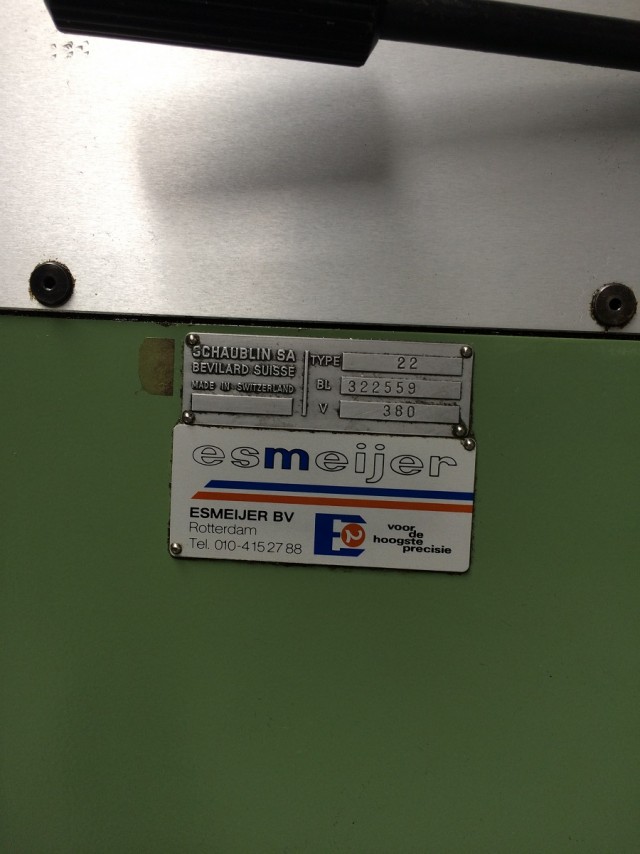 SCHAUBLIN SA
BEVILARD SUISSE
MADE IN SWITZERLAND
TYPE 22
BL 322559
V 380
esmeijer
ESMEIJER BV
Rotterdam
Tel. 010-4152788
E2
voor
de
hoogste
precisie